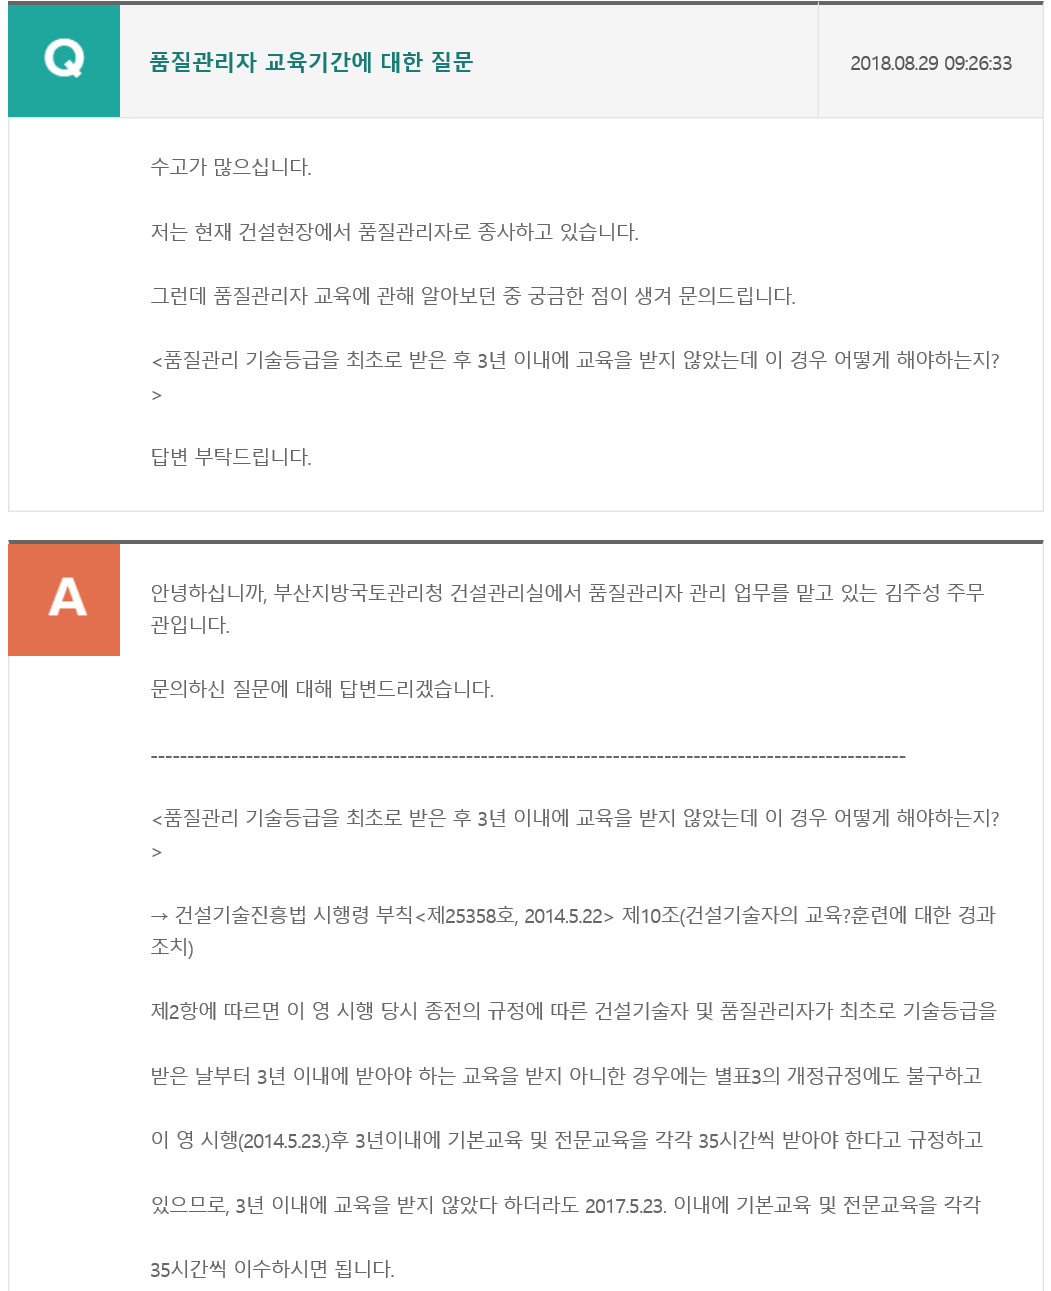 Q
품질관리자 교육기간에 대한 질문
2018.08.29 09:26:33
수고가 많으십니다.
저는 현재 건설현장에서 품질관리자로 종사하고 있습니다.
그런데 품질관리자 교육에 관해 알아보던 중 궁금한 점이 생겨 문의드립니다.
<품질관리 기술등급을 최초로 받은 후 3년 이내에 교육을 받지 않았는데 이 경우 어떻게 해야하는지?
>
답변 부탁드립니다.
A
안녕하십니까, 부산지방국토관리청 건설관리실에서 품질관리자 관리 업무를 맡고 있는 김주성 주무
관입니다.
문의하신 질문에 대해 답변드리겠습니다.
--------------------------------------------------------------------------------------------------------
<품질관리 기술등급을 최초로 받은 후 3년 이내에 교육을 받지 않았는데 이 경우 어떻게 해야하는지?
>
→ 건설기술진흥법 시행령 부칙<제25358호, 2014.5.22> 제10조(건설기술자의 교육?훈련에 대한 경과
조치)
제2항에 따르면 이 영 시행 당시 종전의 규정에 따른 건설기술자 및 품질관리자가 최초로 기술등급을
받은 날부터 3년 이내에 받아야 하는 교육을 받지 아니한 경우에는 별표3의 개정규정에도 불구하고
이 영 시행(2014.5.23.)후 3년이내에 기본교육 및 전문교육을 각각 35시간씩 받아야 한다고 규정하고
있으므로, 3년 이내에 교육을 받지 않았다 하더라도 2017.5.23. 이내에 기본교육 및 전문교육을 각각
35시간씩 이수하시면 됩니다.